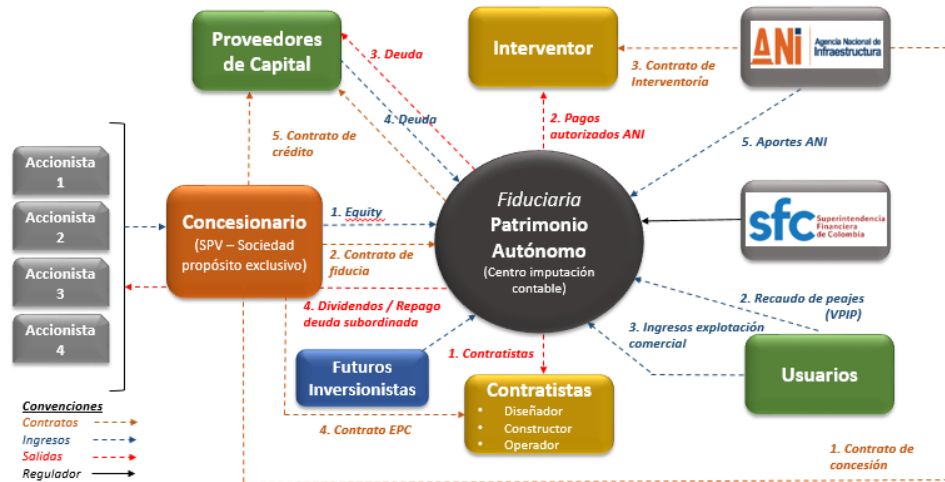 Proveedores
de Capital
Interventor
ANi
Agencia Nacional de
Infraestructura
3. Deuda
4. Deuda
3. Contrato de
Interventoría
2. Pagos
autorizados ANI
5. Aportes ANI
5. Contrato de
crédito
Accionista
1
Accionista
2
Accionista
3
Accionista
4
Concesionario
(SPV – Sociedad
propósito exclusivo)
1. Equity
2. Contrato de
fiducia
4. Dividendos / Repago
deuda subordinada
Fiduciaria
Patrimonio
Autónomo
(Centro imputación
contable)
sfc
Superintendencia
Financiera
de Colombia
2. Recaudo de peajes
(VPIP)
3. Ingresos explotación
comercial
Usuarios
1. Contratistas
Futuros
Inversionistas
Contratistas
• Diseñador
• Constructor
• Operador
4. Contrato EPC
1. Contrato de
concesión
Convenciones
Contratos
Ingresos
Salidas
Regulador